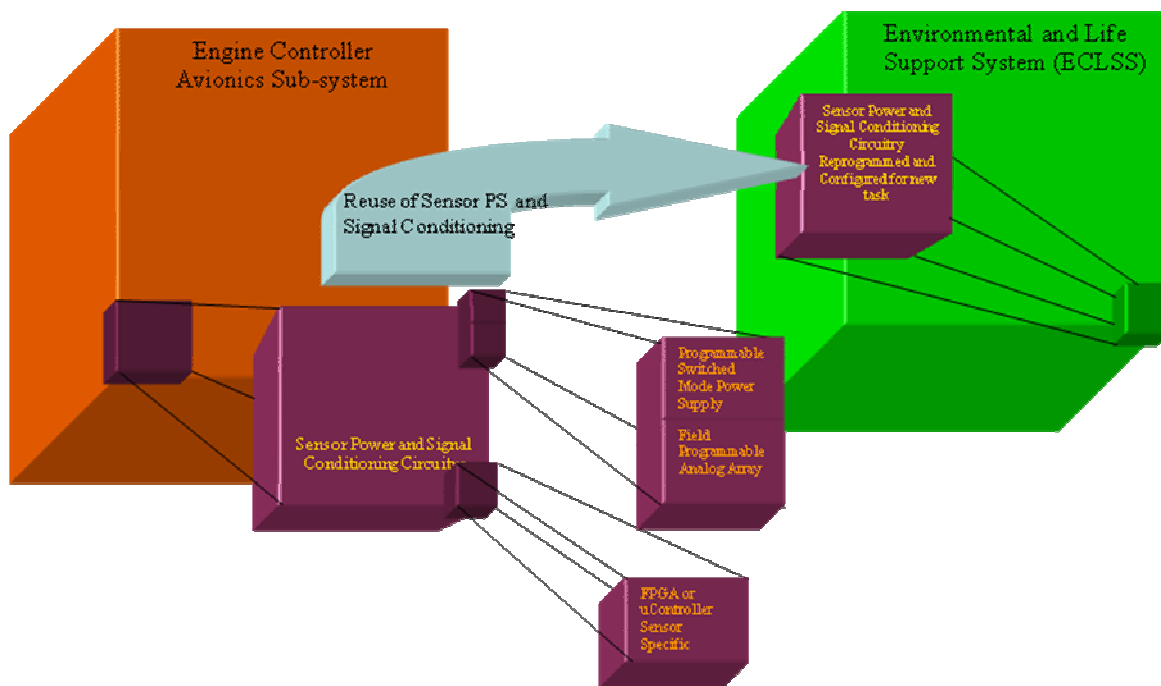 Engine Controller
Avionics Sub-system
Environmental and Life
Support System (ECLSS)
Sensor Power and
Signal Conditioning
Circuitry
Reprogrammed and
Configured for new
task
Reuse of Sensor PS and
Signal Conditioning
Sensor Power and Signal
Conditioning Circuitry
Programmable
Switched
Mode Power
Supply
Field
Programmable
Analog Array
FPGA or
uController
Sensor
Specific